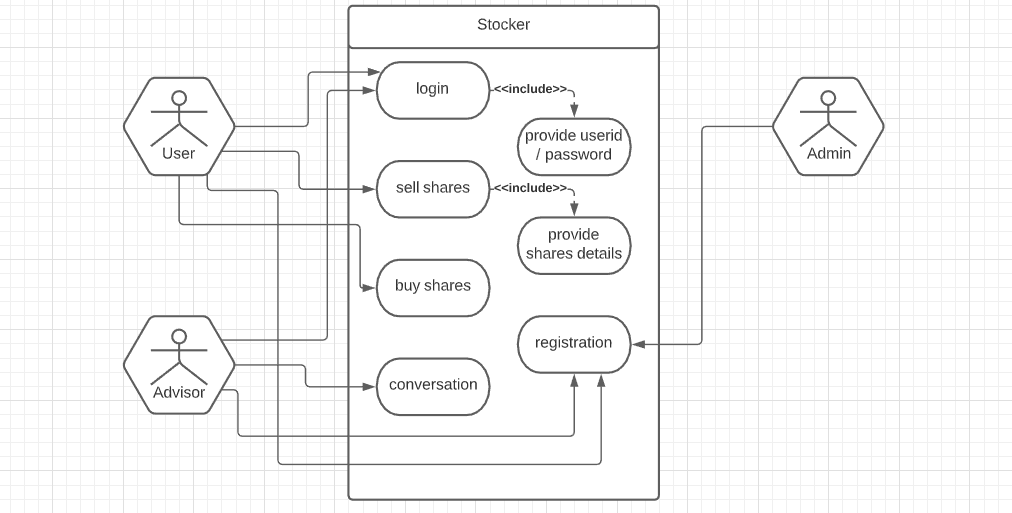 Stocker
login
<<include>>
provide userid
/ password
User
Admin
sell shares
<<include>>
provide
shares details
buy shares
registration
Advisor
conversation